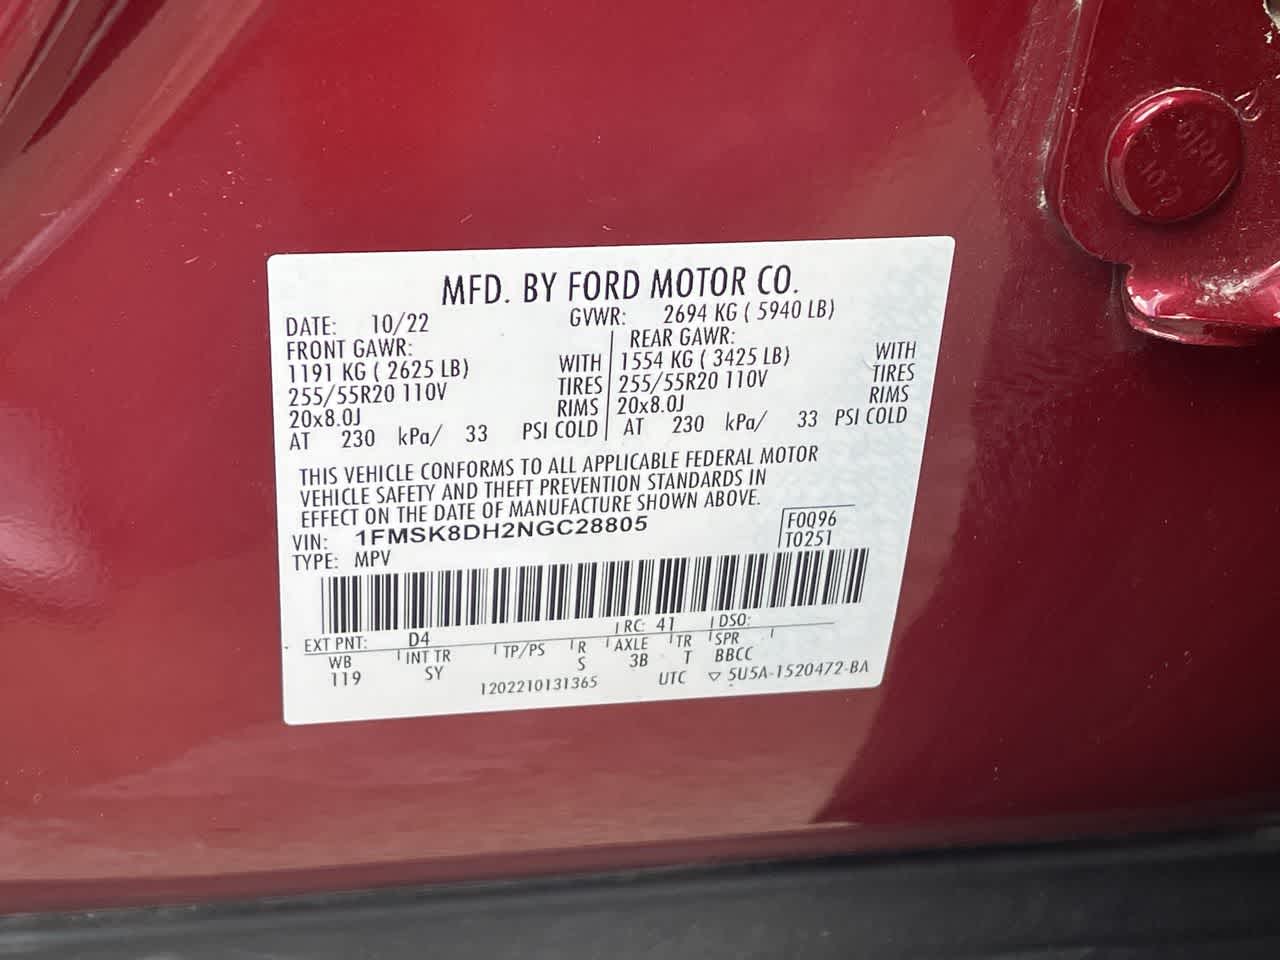 MFD. BY FORD MOTOR CO.
DATE: 10/22 GVWR: 2694 KG ( 5940 LB)
FRONT GAWR: REAR GAWR:
1191 KG ( 2625 LB) WITH 1554 KG ( 3425 LB) WITH
255/55R20 110V TIRES 255/55R20 110V TIRES
20x8.0J RIMS 20x8.0J RIMS
AT 230 kPa/ 33 PSI COLD AT 230 kPa/ 33 PSI COLD
THIS VEHICLE CONFORMS TO ALL APPLICABLE FEDERAL MOTOR
VEHICLE SAFETY AND THEFT PREVENTION STANDARDS IN
EFFECT ON THE DATE OF MANUFACTURE SHOWN ABOVE.
VIN: 1FMSK8DH2NGC28805 F0Q96
TYPE: MPV T0251
EXT PNT: D4 RC: 41 DSO:
WB INT TR TP/PS R AXLE TR SPR
119 SY S 3B T BBCC
1202210131365 UTC ▽ 5U5A-1520472-BA